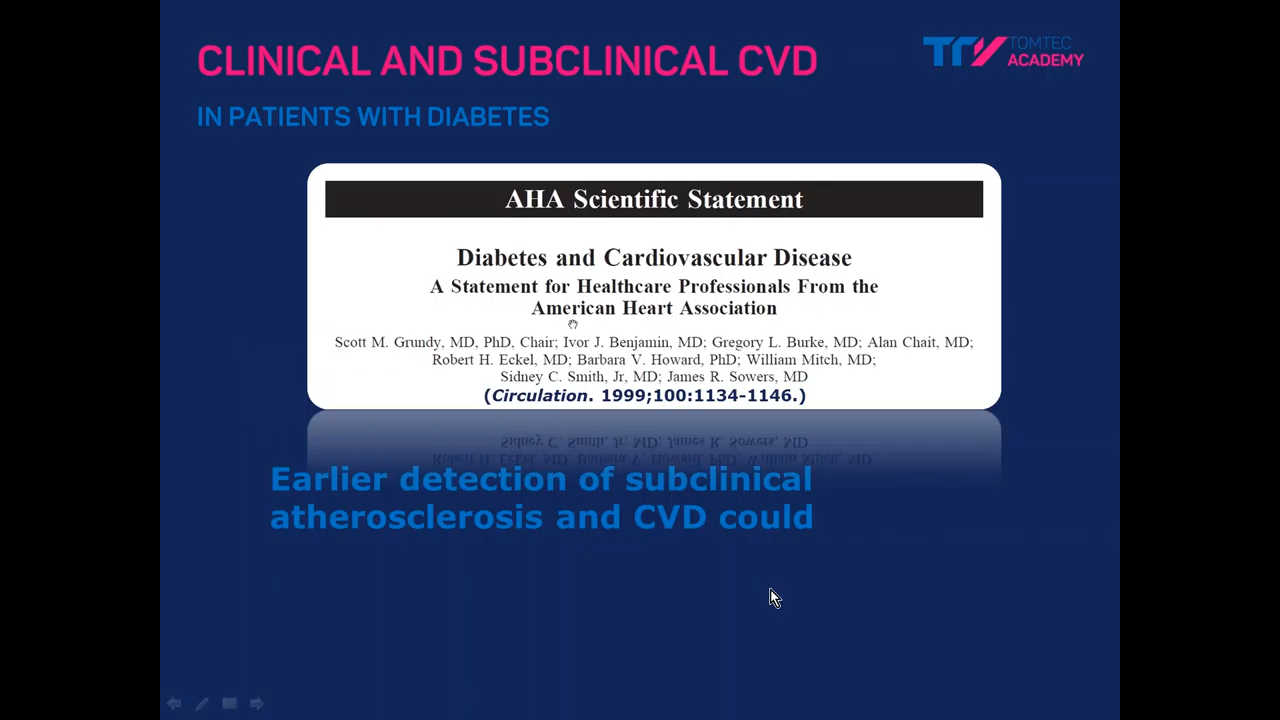 CLINICAL AND SUBCLINICAL CVD
TOMTEC
ACADEMY
IN PATIENTS WITH DIABETES
AHA Scientific Statement
Diabetes and Cardiovascular Disease
A Statement for Healthcare Professionals From the
American Heart Association
Scott M. Grundy, MD, PhD, Chair; Ivor J. Benjamin, MD; Gregory L. Burke, MD; Alan Chait, MD;
Robert H. Eckel, MD; Barbara V. Howard, PhD; William Mitch, MD;
Sidney C. Smith, Jr, MD; James R. Sowers, MD
(Circulation. 1999;100:1134-1146.)
Earlier detection of subclinical
atherosclerosis and CVD could